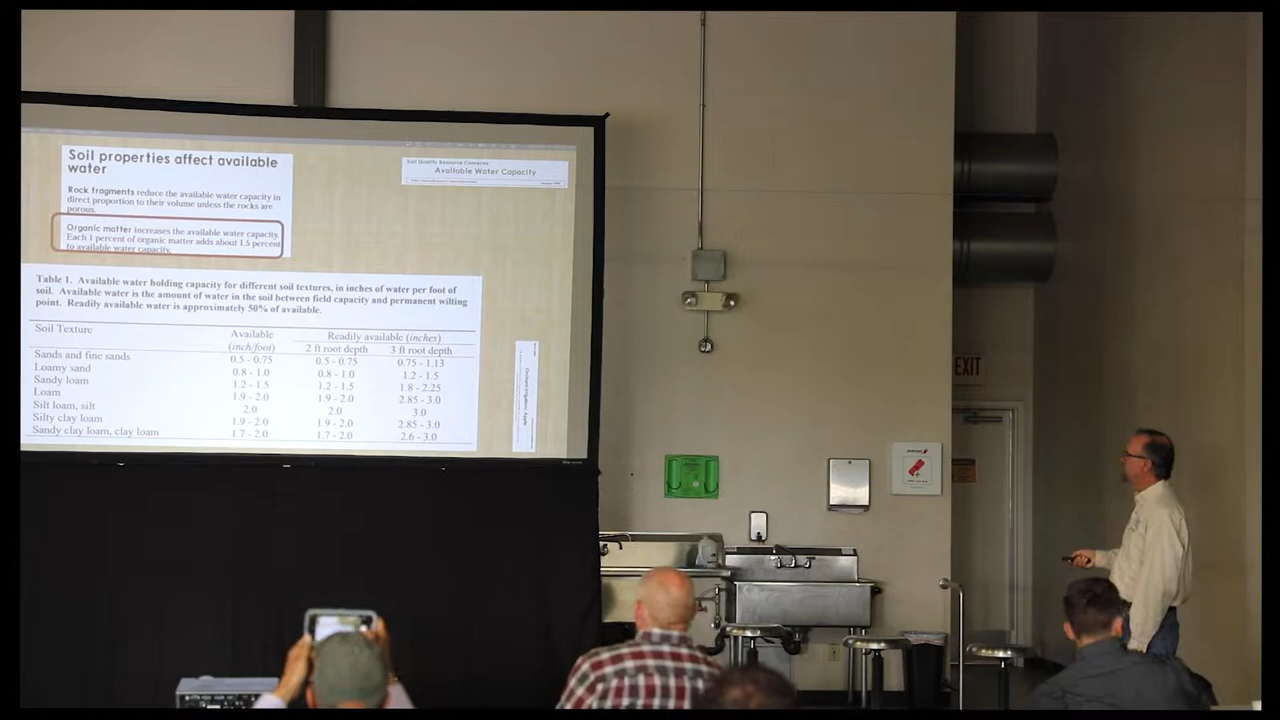 Soil properties affect available
water
Rock fragments reduce the available water capacity in
direct proportion to their volume unless the rocks are
porous.
Organic matter increases the available water capacity.
Each 1 percent of organic matter adds about 1.5 percent
to available water capacity.
Soil Quality Resource Concerns
Available Water Capacity
Table 1. Available water holding capacity for different soil textures, in inches of water per foot of
soil. Available water is the amount of water in the soil between field capacity and permanent wilting
point. Readily available water is approximately 50% of available.
Soil Texture Available Readily available (inches)
(inch/foot) 2 ft root depth 3 ft root depth
Sands and fine sands 0.5 - 0.75 0.5 - 0.75 0.75 - 1.13
Loamy sand 0.8 - 1.0 0.8 - 1.0 1.2 - 1.5
Sandy loam 1.2 - 1.5 1.2 - 1.5 1.8 - 2.25
Loam 1.9 - 2.0 1.9 - 2.0 2.85 - 3.0
Silt loam, silt 2.0 2.0 3.0
Silty clay loam 1.9 - 2.0 1.9 - 2.0 2.85 - 3.0
Sandy clay loam, clay loam 1.7 - 2.0 1.7 - 2.0 2.6 - 3.0
Orchard Irrigation: Apple
EXIT